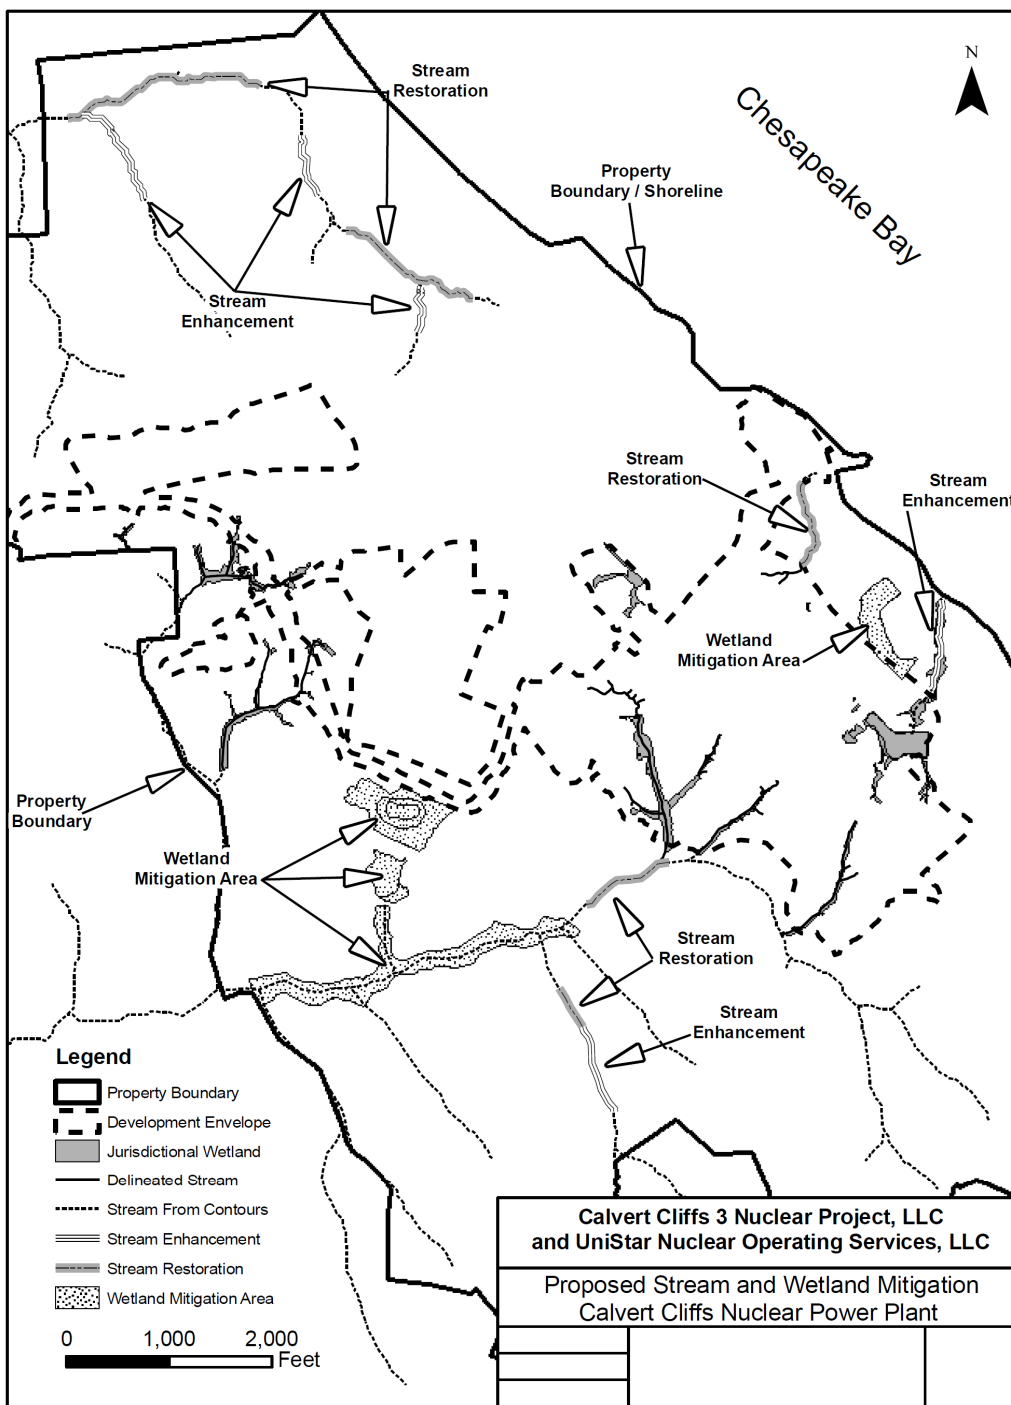 N
Stream
Restoration
Chesapeake Bay
Property
Boundary / Shoreline
Stream
Enhancement
Stream
Restoration
Stream
Enhancement
Wetland
Mitigation Area
Property
Boundary
Wetland
Mitigation Area
Stream
Restoration
Stream
Enhancement
Legend
Property Boundary
Development Envelope
Jurisdictional Wetland
Delineated Stream
Stream From Contours
Stream Enhancement
Stream Restoration
Wetland Mitigation Area
0 1,000 2,000
Feet
Calvert Cliffs 3 Nuclear Project, LLC
and UniStar Nuclear Operating Services, LLC
Proposed Stream and Wetland Mitigation
Calvert Cliffs Nuclear Power Plant